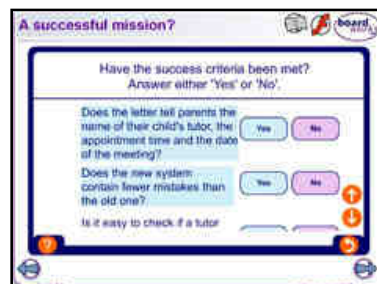 A successful mission?
board
works
Have the success criteria been met?
Answer either 'Yes' or 'No'.
Does the letter tell parents the
name of their child's tutor, the
appointment time and the date
of the meeting?
Yes
No
Does the new system
contain fewer mistakes than
the old one?
Yes
No
Is it easy to check if a tutor
?